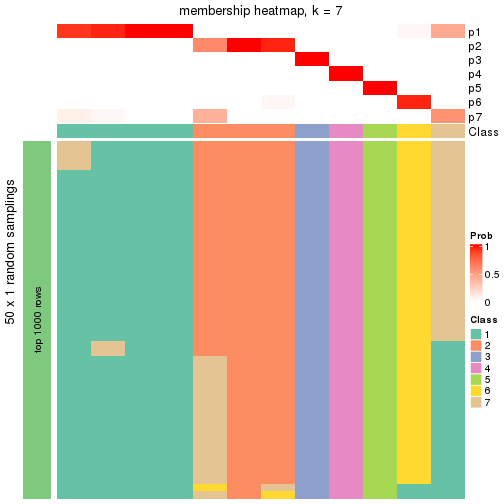 membership heatmap, k = 7
p1
p2
p3
p4
p5
p6
p7
Class
50 x 1 random samplings
top 1000 rows
Prob
1
0.5
0
Class
1
2
3
4
5
6
7